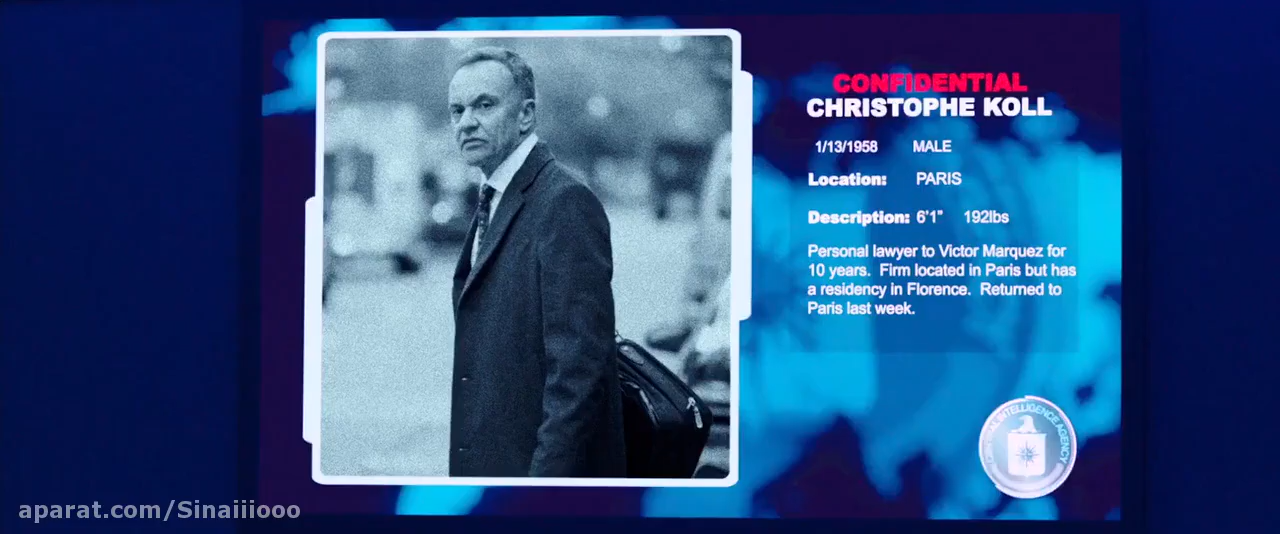 CONFIDENTIAL
CHRISTOPHE KOLL
1/13/1958 MALE
Location: PARIS
Description: 6'1" 192lbs
Personal lawyer to Victor Marquez for
10 years. Firm located in Paris but has
a residency in Florence. Returned to
Paris last week.
INTELLIGENCE AGENCY
aparat.com/Sinaiiiooo